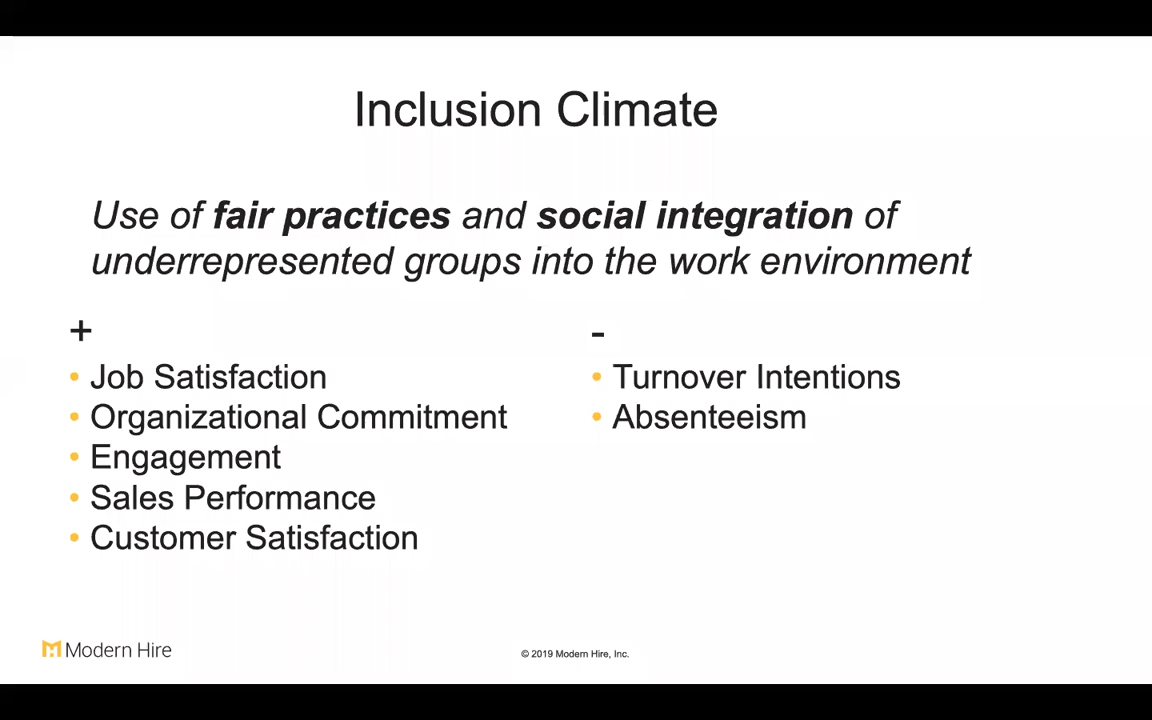 Inclusion Climate
Use of fair practices and social integration of
underrepresented groups into the work environment
+
• Job Satisfaction
• Organizational Commitment
• Engagement
• Sales Performance
• Customer Satisfaction
-
• Turnover Intentions
• Absenteeism
Modern Hire
© 2019 Modern Hire, Inc.